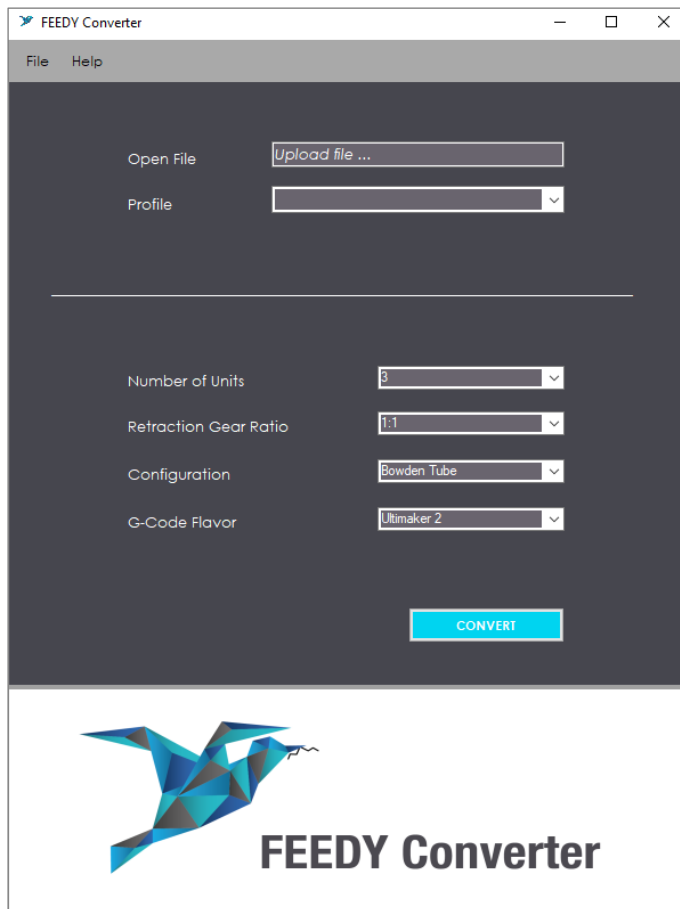 FEEDY Converter
File Help
Open File Upload file ...
Profile
Number of Units 3
Retraction Gear Ratio 1:1
Configuration Bowden Tube
G-Code Flavor Ultimaker 2
CONVERT
FEEDY Converter